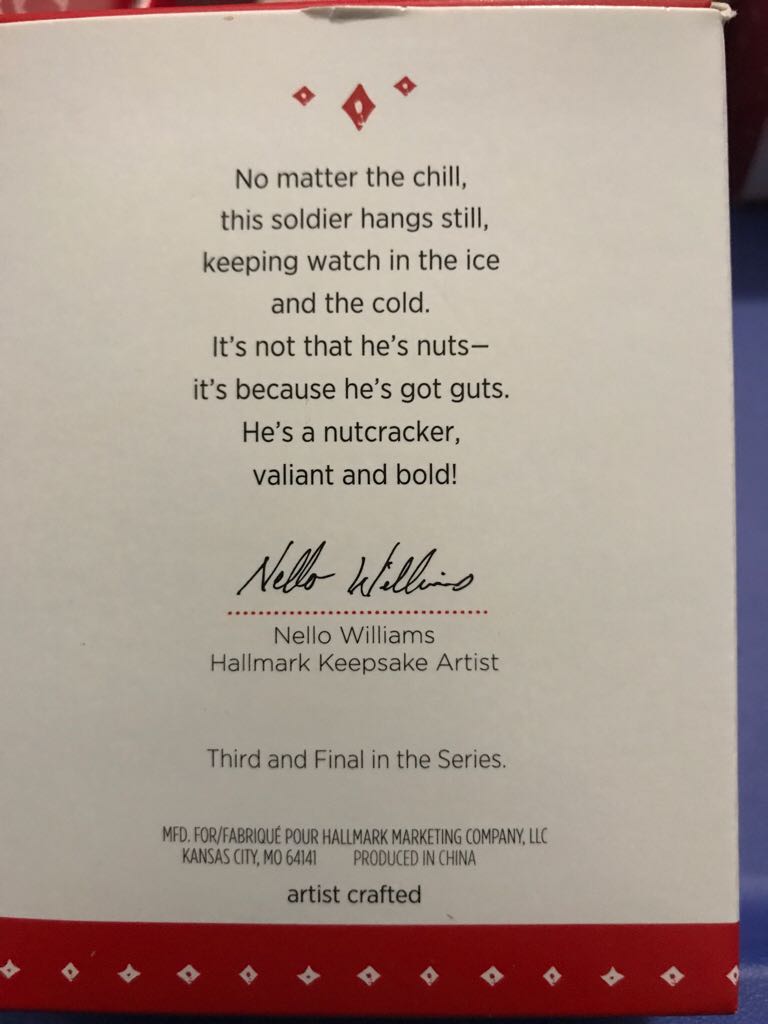 No matter the chill,
this soldier hangs still,
keeping watch in the ice
and the cold.
It's not that he's nuts—
it's because he's got guts.
He's a nutcracker,
valiant and bold!
Nello Williams
Nello Williams
Hallmark Keepsake Artist
Third and Final in the Series.
MFD. FOR/FABRIQUÉ POUR HALLMARK MARKETING COMPANY, LLC
KANSAS CITY, MO 64141 PRODUCED IN CHINA
artist crafted